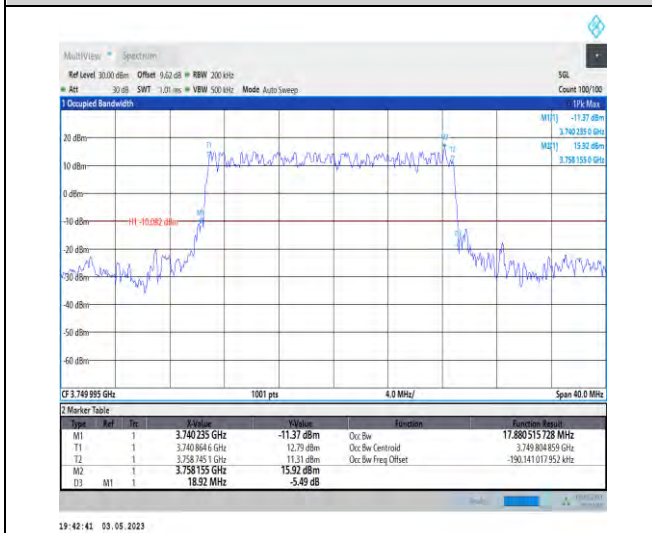 MultiView Spectrum
Ref Level 30.00 dBm Offset 9.62 dB RBW 200 kHz SGL
Att 30 dB SWT 1.01 ms VBW 500 kHz Mode Auto Sweep Count 100/100
1 Occupied Bandwidth 1Pk Max
M1[1] -11.37 dBm
3.740 235 0 GHz
M2[1] 15.92 dBm
3.758 155 0 GHz
20 dBm
10 dBm
0 dBm
-10 dBm
H1 -10.082 dBm
-20 dBm
-30 dBm
-40 dBm
-50 dBm
-60 dBm
T1
M2
T2
CF 3.749 995 GHz 1001 pts 4.0 MHz/ Span 40.0 MHz
2 Marker Table
Type Ref Trc X-Value Y-Value Function Function Result
M1 1 3.740 235 GHz -11.37 dBm Occ Bw 17.880 515 728 MHz
T1 1 3.740 864 6 GHz 12.79 dBm Occ Bw Centroid 3.749 804 859 GHz
T2 1 3.758 745 1 GHz 11.31 dBm Occ Bw Freq Offset -190.141 017 952 kHz
M2 1 3.758 155 GHz 15.92 dBm
D3 M1 1 18.92 MHz -5.49 dB
19:42:41 03.05.2023